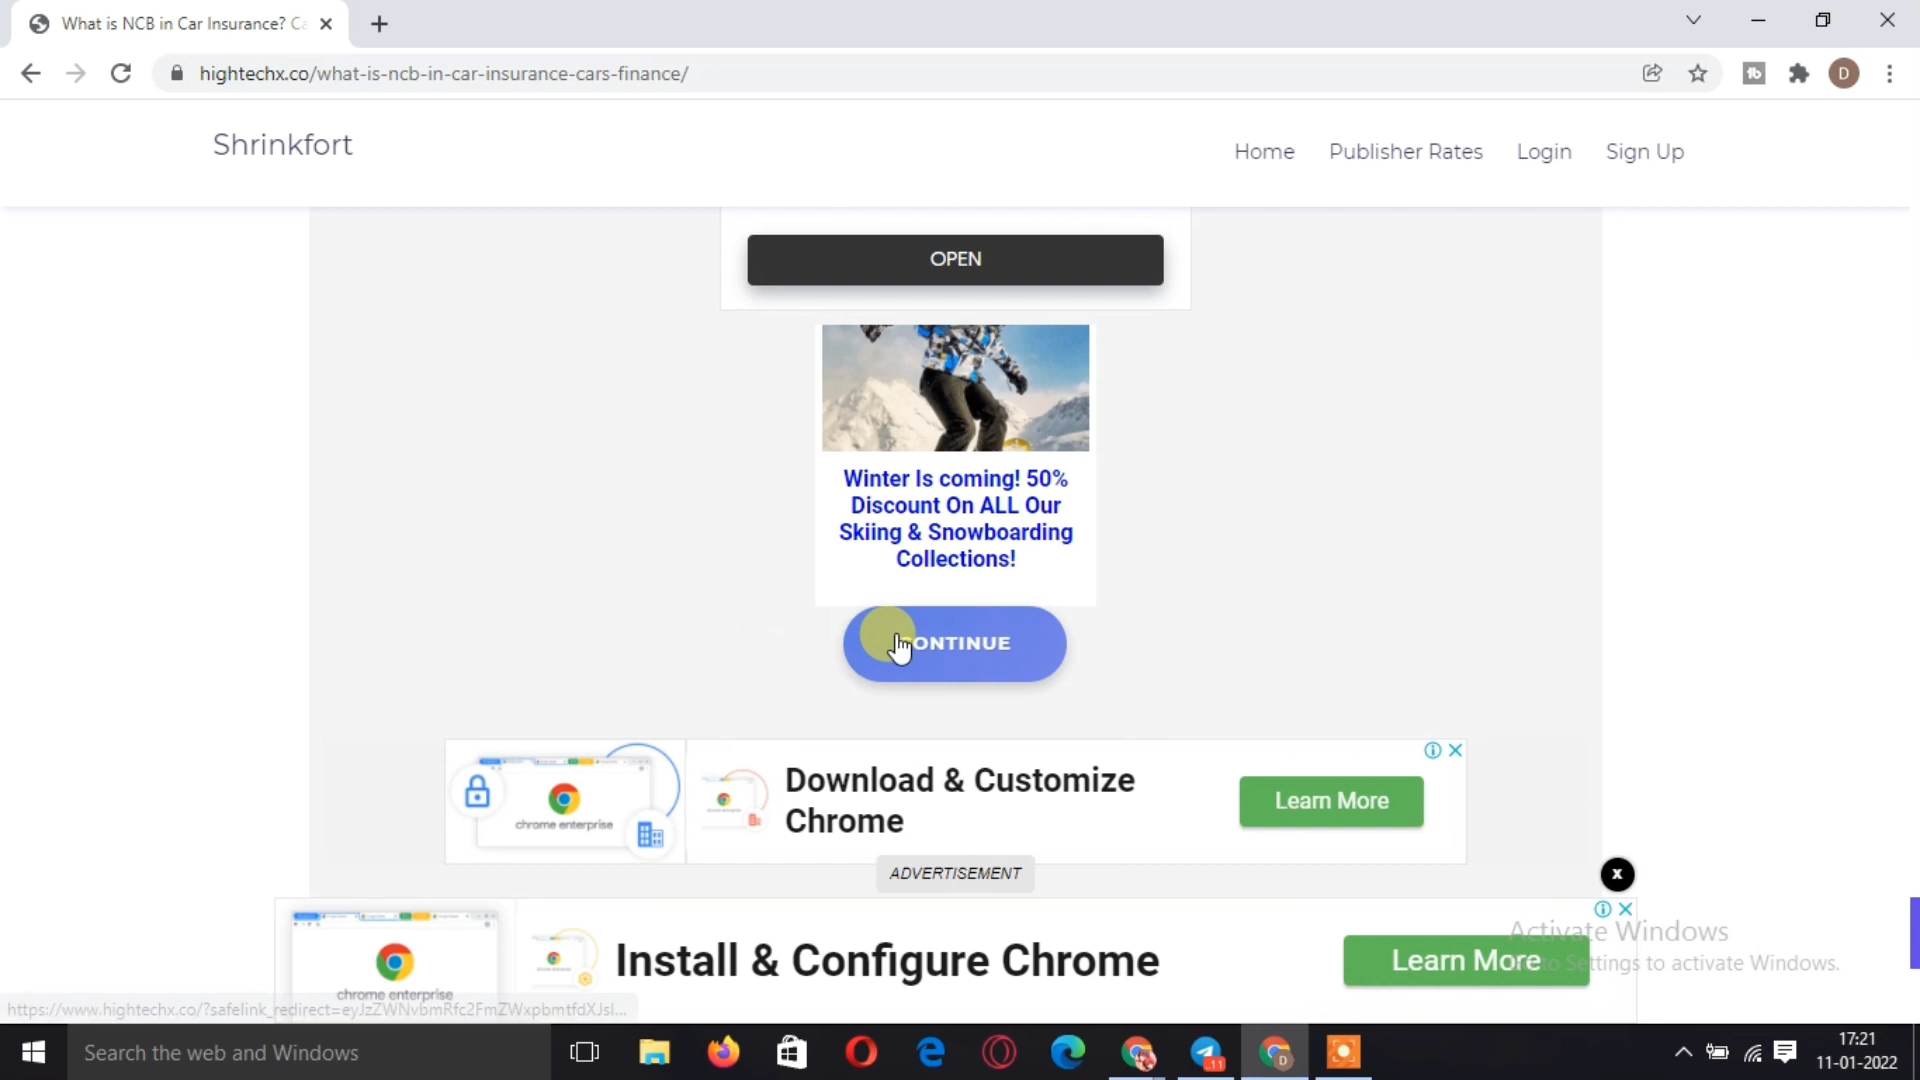 What is NCB in Car Insurance? Ca
hightechx.co/what-is-ncb-in-car-insurance-cars-finance/
D
Shrinkfort
Home Publisher Rates Login Sign Up
OPEN
Winter Is coming! 50%
Discount On ALL Our
Skiing & Snowboarding
Collections!
CONTINUE
Download & Customize
Chrome
Learn More
chrome enterprise
ADVERTISEMENT
x
Install & Configure Chrome
Learn More
chrome enterprise
Activate Windows
Go to Settings to activate Windows.
Search the web and Windows
11
D
17:21
11-01-2022